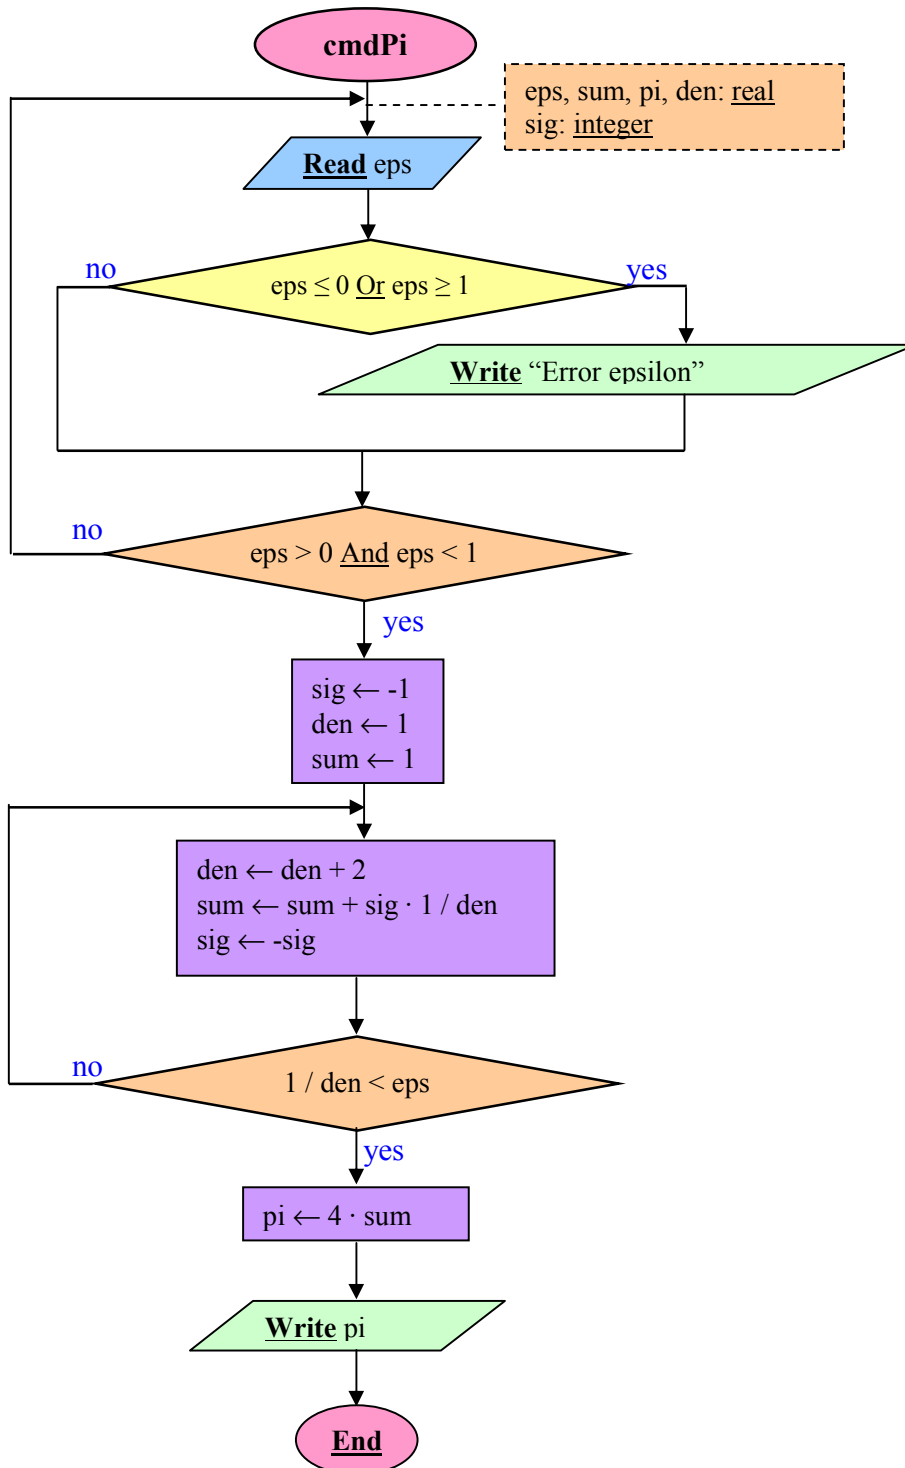 cmdPi
eps, sum, pi, den: real
sig: integer
Read eps
no
yes
eps ≤ 0 Or eps ≥ 1
Write “Error epsilon”
no
eps > 0 And eps < 1
yes
sig ← -1
den ← 1
sum ← 1
den ← den + 2
sum ← sum + sig · 1 / den
sig ← -sig
no
1 / den < eps
yes
pi ← 4 · sum
Write pi
End